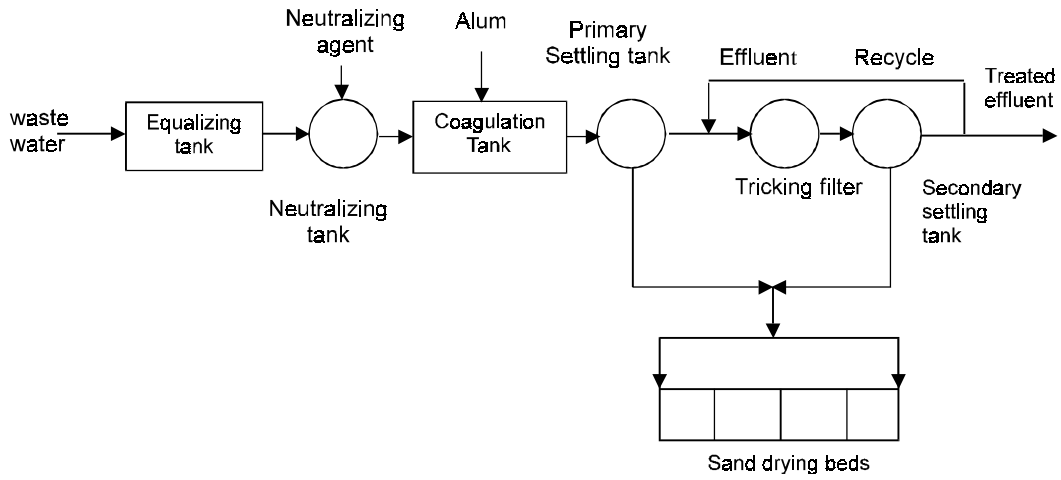 Neutralizing
agent
Alum
Primary
Settling tank
Effluent
Recycle
Treated
effluent
waste
water
Equalizing
tank
Coagulation
Tank
Neutralizing
tank
Tricking filter
Secondary
settling
tank
Sand drying beds